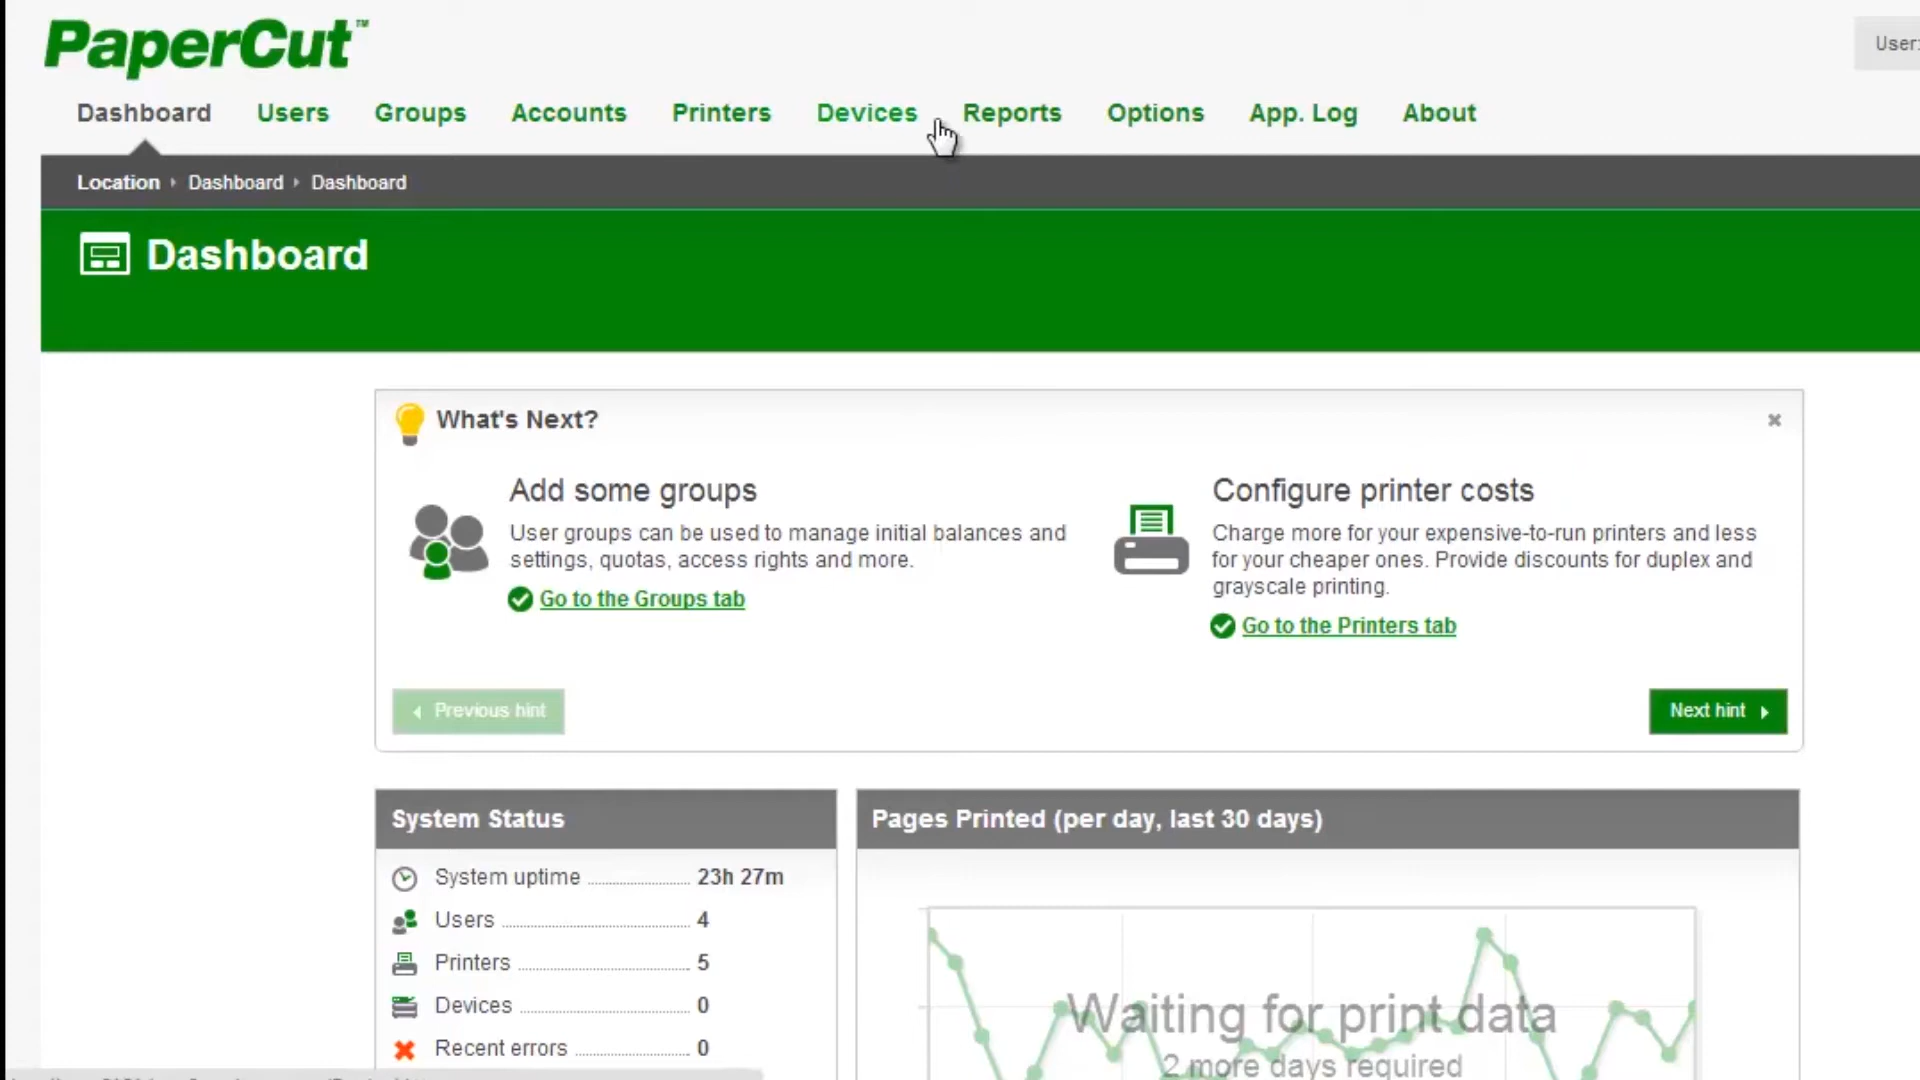 PaperCut™
User:
Dashboard Users Groups Accounts Printers Devices Reports Options App. Log About
Location Dashboard Dashboard
Dashboard
What's Next?
Add some groups
User groups can be used to manage initial balances and
settings, quotas, access rights and more.
Go to the Groups tab
Configure printer costs
Charge more for your expensive-to-run printers and less
for your cheaper ones. Provide discounts for duplex and
grayscale printing.
Go to the Printers tab
Previous hint
Next hint
System Status
System uptime 23h 27m
Users 4
Printers 5
Devices 0
Recent errors 0
Pages Printed (per day, last 30 days)
Waiting for print data
2 more days required